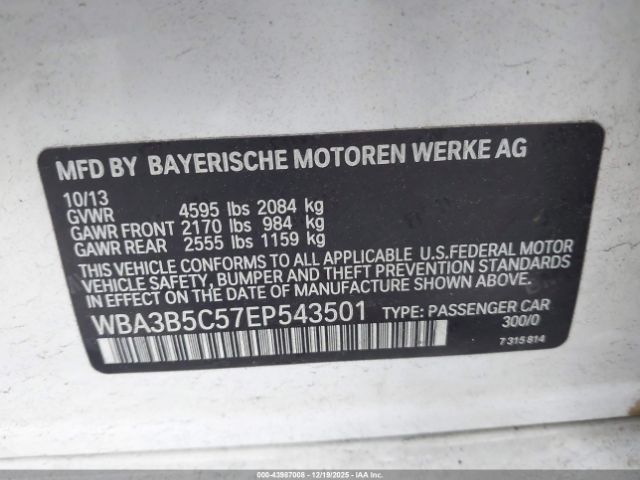 MFD BY BAYERISCHE MOTOREN WERKE AG
10/13
GVWR 4595 lbs 2084 kg
GAWR FRONT 2170 lbs 984 kg
GAWR REAR 2555 lbs 1159 kg
THIS VEHICLE CONFORMS TO ALL APPLICABLE U.S.FEDERAL MOTOR
VEHICLE SAFETY, BUMPER AND THEFT PREVENTION STANDARDS
IN EFFECT ON THE DATE OF MANUFACTURE SHOWN ABOVE.
WBA3B5C57EP543501 TYPE: PASSENGER CAR
300/0
7 315 814
000-43987008 - 12/19/2025 - IAA Inc.